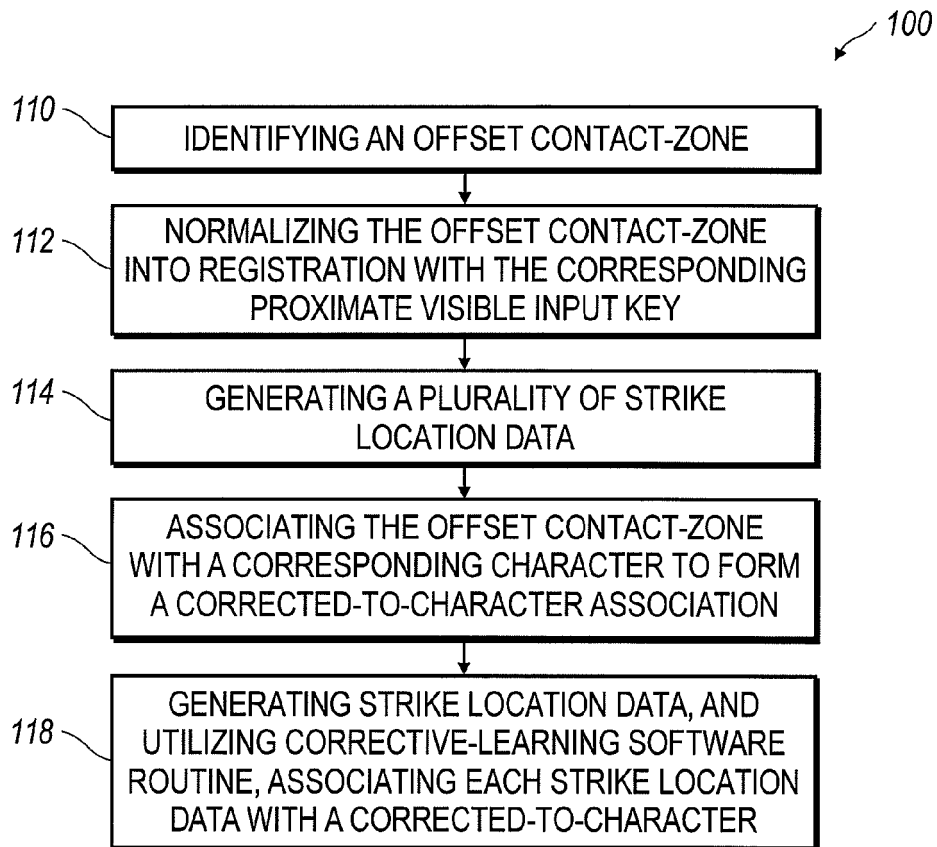 100
110
IDENTIFYING AN OFFSET CONTACT-ZONE
112
NORMALIZING THE OFFSET CONTACT-ZONE
INTO REGISTRATION WITH THE CORRESPONDING
PROXIMATE VISIBLE INPUT KEY
114
GENERATING A PLURALITY OF STRIKE
LOCATION DATA
116
ASSOCIATING THE OFFSET CONTACT-ZONE
WITH A CORRESPONDING CHARACTER TO FORM
A CORRECTED-TO-CHARACTER ASSOCIATION
118
GENERATING STRIKE LOCATION DATA, AND
UTILIZING CORRECTIVE-LEARNING SOFTWARE
ROUTINE, ASSOCIATING EACH STRIKE LOCATION
DATA WITH A CORRECTED-TO-CHARACTER